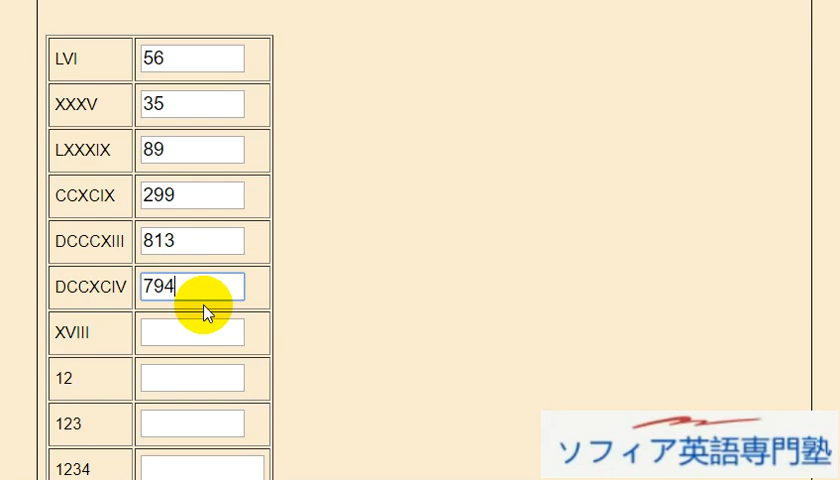 LVI 56
XXXV 35
LXXXIX 89
CCXCIX 299
DCCCXIII 813
DCCXCIV 794
XVIII
12
123
1234
ソフィア英語専門塾